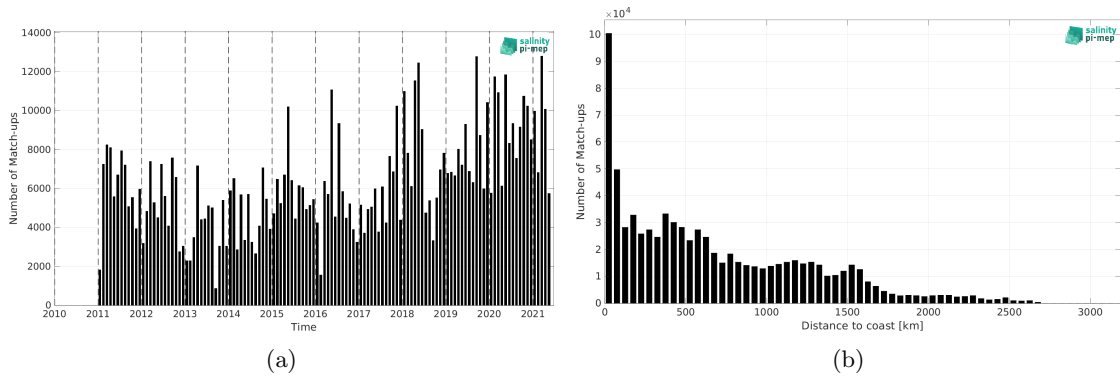 14000
12000
10000
8000
6000
4000
2000
0
2010 2011 2012 2013 2014 2015 2016 2017 2018 2019 2020 2021
Number of Match-ups
Time
salinity
pi-mep
(a)
×10⁴
10
9
8
7
6
5
4
3
2
1
0
0 500 1000 1500 2000 2500 3000
Number of Match-ups
Distance to coast [km]
salinity
pi-mep
(b)